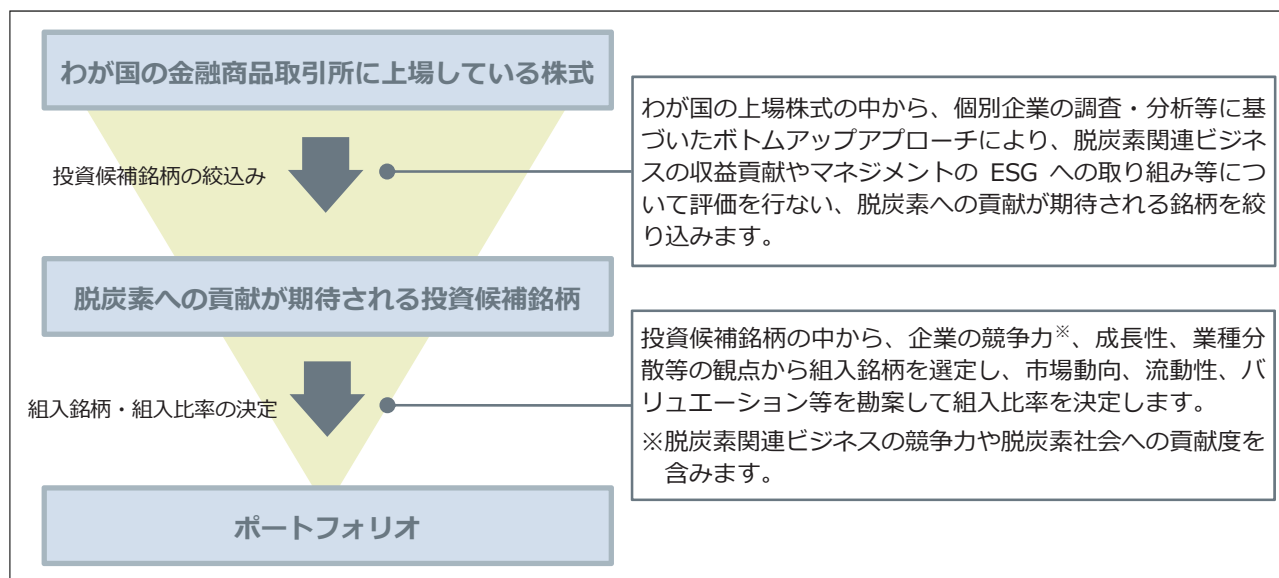 わが国の金融商品取引所に上場している株式
投資候補銘柄の絞込み
わが国の上場株式の中から、個別企業の調査・分析等に基
づいたボトムアップアプローチにより、脱炭素関連ビジネ
スの収益貢献やマネジメントの ESG への取り組み等につ
いて評価を行ない、脱炭素への貢献が期待される銘柄を絞
り込みます。
脱炭素への貢献が期待される投資候補銘柄
組入銘柄・組入比率の決定
投資候補銘柄の中から、企業の競争力※、成長性、業種分
散等の観点から組入銘柄を選定し、市場動向、流動性、バ
リュエーション等を勘案して組入比率を決定します。
※脱炭素関連ビジネスの競争力や脱炭素社会への貢献度を
含みます。
ポートフォリオ